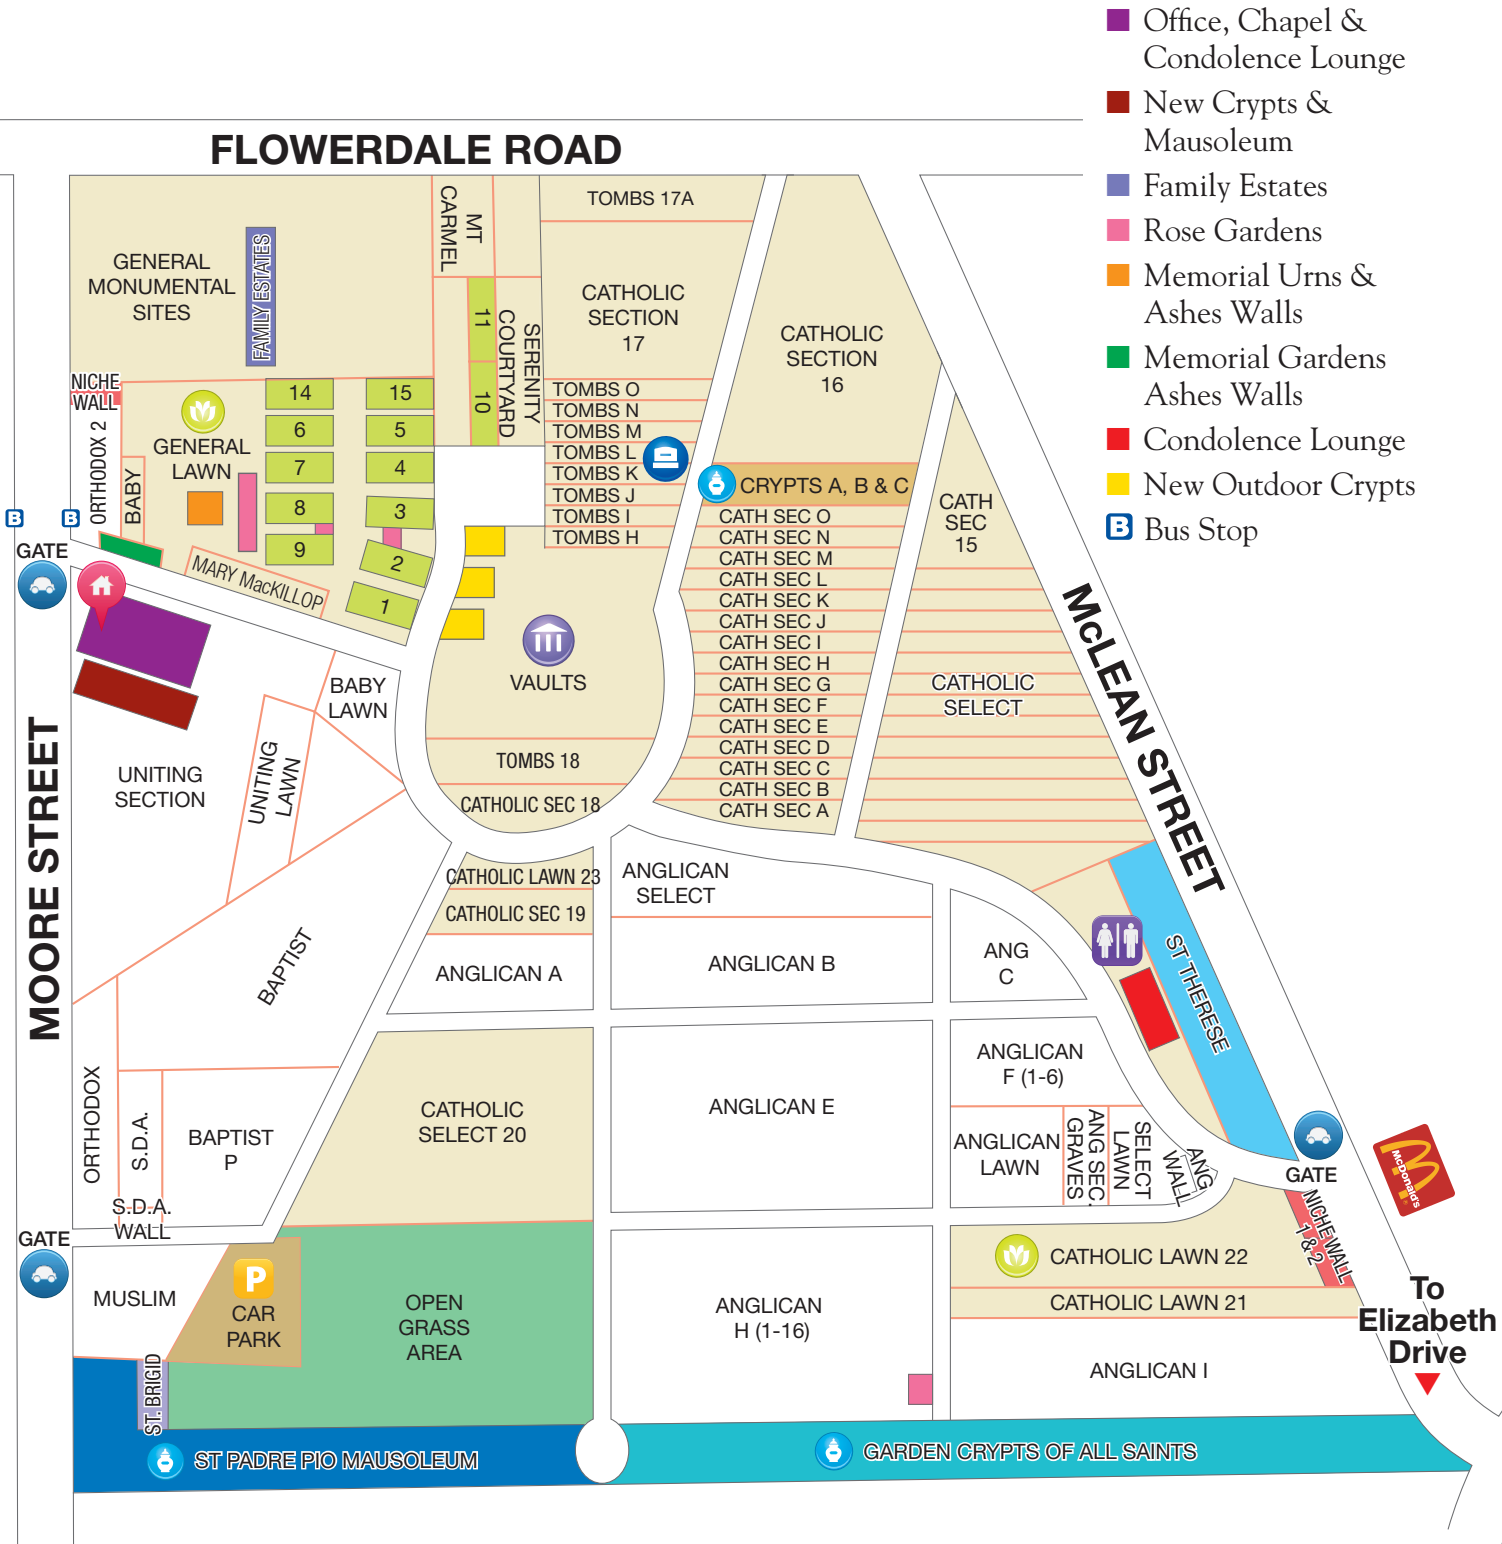 Office, Chapel &
Condolence Lounge
New Crypts &
Mausoleum
Family Estates
Rose Gardens
Memorial Urns &
Ashes Walls
Memorial Gardens
Ashes Walls
Condolence Lounge
New Outdoor Crypts
B Bus Stop
FLOWERDALE ROAD
MOORE STREET
McLEAN STREET
GENERAL
MONUMENTAL
SITES
FAMILY ESTATES
MT
CARMEL
11
10
SERENITY
COURTYARD
TOMBS 17A
CATHOLIC
SECTION
17
TOMBS O
TOMBS N
TOMBS M
TOMBS L
TOMBS K
TOMBS J
TOMBS I
TOMBS H
CATHOLIC
SECTION
16
CRYPTS A, B & C
CATH SEC O
CATH SEC N
CATH SEC M
CATH SEC L
CATH SEC K
CATH SEC J
CATH SEC I
CATH SEC H
CATH SEC G
CATH SEC F
CATH SEC E
CATH SEC D
CATH SEC C
CATH SEC B
CATH SEC A
CATH
SEC
15
CATHOLIC
SELECT
NICHE
WALL
ORTHODOX 2
BABY
GENERAL
LAWN
14
15
6
5
7
4
8
3
9
2
1
MARY MacKILLOP
B
B
GATE
VAULTS
TOMBS 18
CATHOLIC SEC 18
BABY
LAWN
UNITING
SECTION
UNITING
LAWN
BAPTIST
CATHOLIC LAWN 23
CATHOLIC SEC 19
ANGLICAN A
ANGLICAN
SELECT
ANGLICAN B
ANG
C
ST THERESE
ORTHODOX
S.D.A.
BAPTIST
P
S.D.A.
WALL
CATHOLIC
SELECT 20
ANGLICAN E
ANGLICAN
F (1-6)
ANGLICAN
LAWN
ANG SEC.
GRAVES
SELECT
LAWN
ANG
WALL
GATE
McDonald's
GATE
MUSLIM
P
CAR
PARK
OPEN
GRASS
AREA
ANGLICAN
H (1-16)
CATHOLIC LAWN 22
CATHOLIC LAWN 21
NICHE WALL
1 & 2
ANGLICAN I
To
Elizabeth
Drive
ST. BRIGID
ST PADRE PIO MAUSOLEUM
GARDEN CRYPTS OF ALL SAINTS